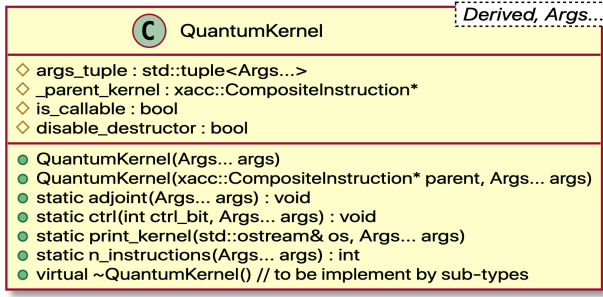 Derived, Args...
C QuantumKernel
args_tuple : std::tuple<Args...>
_parent_kernel : xacc::CompositeInstruction*
is_callable : bool
disable_destructor : bool
QuantumKernel(Args... args)
QuantumKernel(xacc::CompositeInstruction* parent, Args... args)
static adjoint(Args... args) : void
static ctrl(int ctrl_bit, Args... args) : void
static print_kernel(std::ostream& os, Args... args)
static n_instructions(Args... args) : int
virtual ~QuantumKernel() // to be implement by sub-types